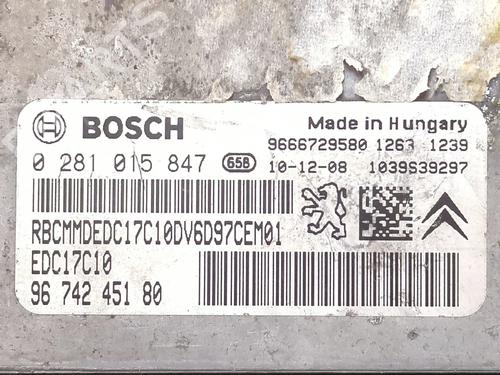 BOSCH
Made in Hungary
9666729580 1263 1239
0 281 015 847 65B 10-12-08 1039S39297
RBCMMDEDC17C10DV6D97CEM01
EDC17C10
96 742 451 80